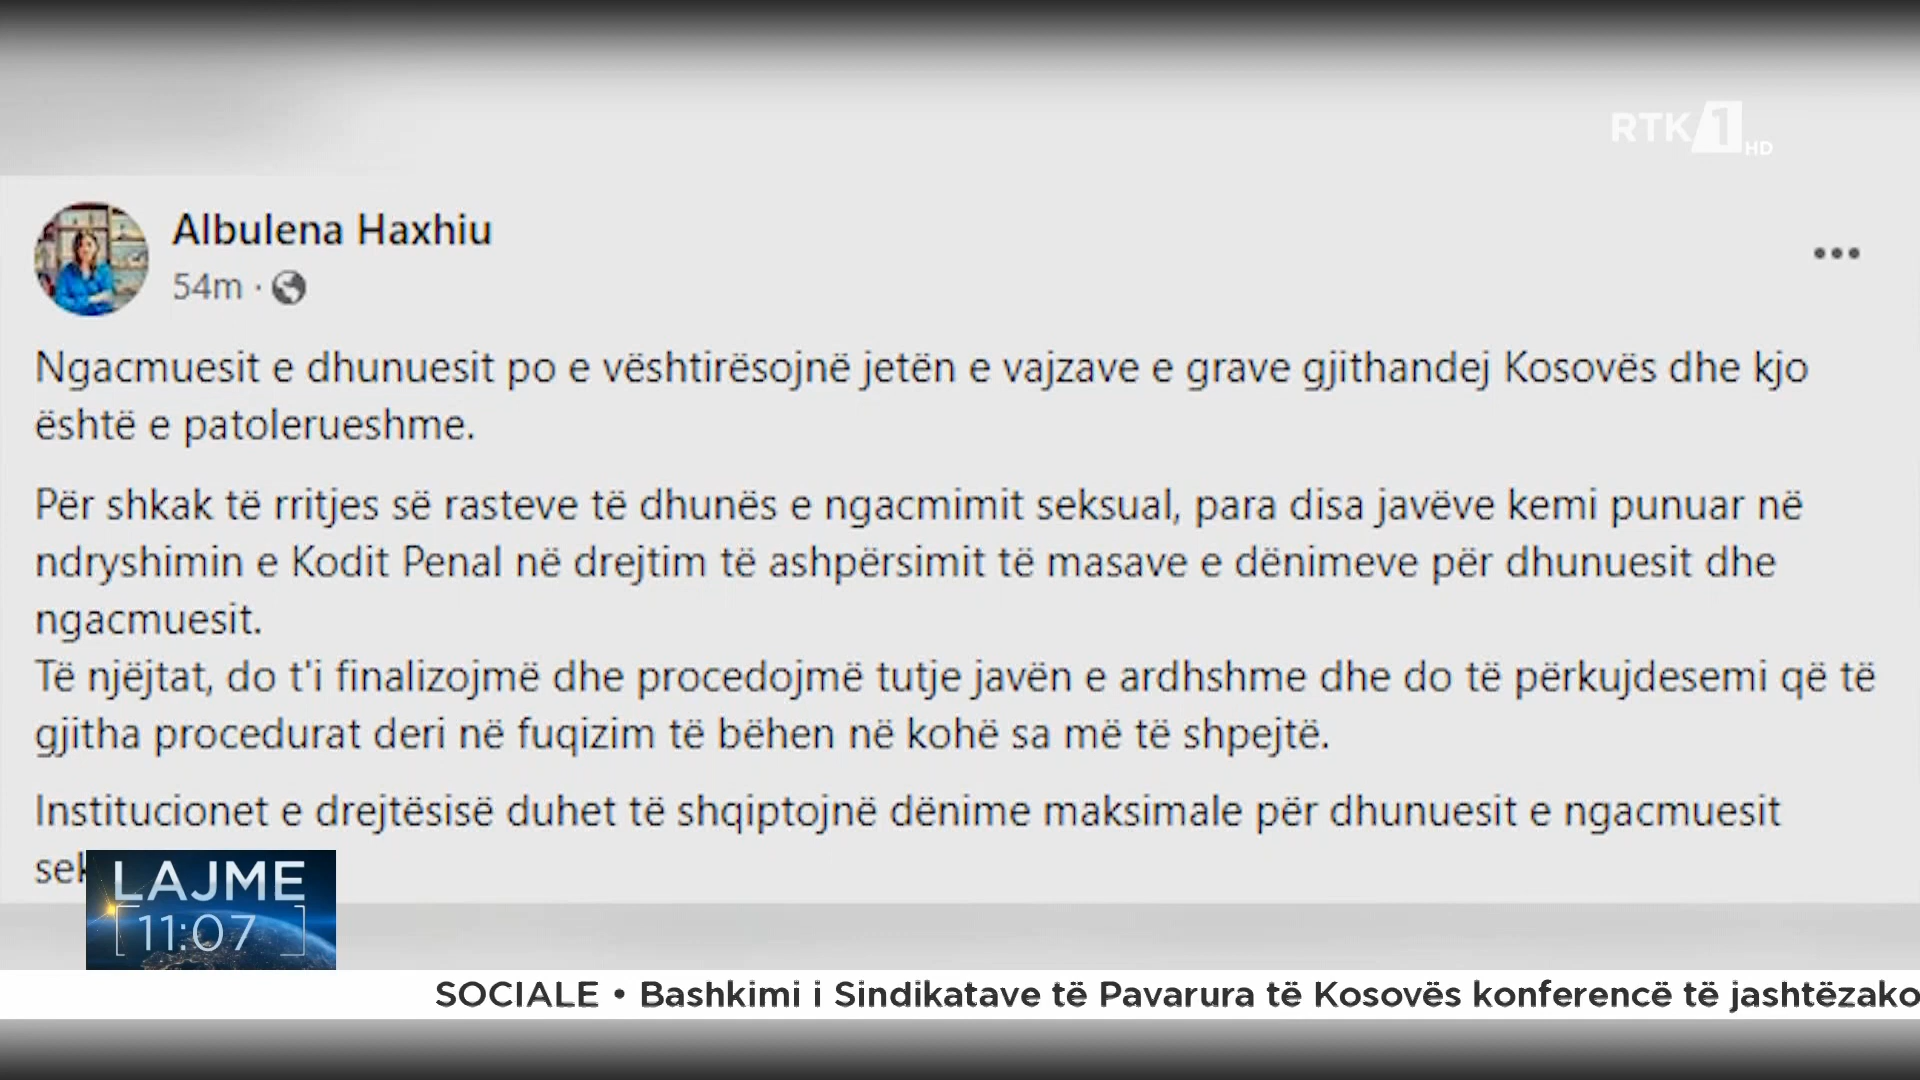 RTK 1 HD
Albulena Haxhiu
54m ·
Ngacmuesit e dhunuesit po e vështirësojnë jetën e vajzave e grave gjithandej Kosovës dhe kjo
është e patolerueshme.
Për shkak të rritjes së rasteve të dhunës e ngacmimit seksual, para disa javëve kemi punuar në
ndryshimin e Kodit Penal në drejtim të ashpërsimit të masave e dënimeve për dhunuesit dhe
ngacmuesit.
Të njëjtat, do t'i finalizojmë dhe procedojmë tutje javën e ardhshme dhe do të përkujdesemi që të
gjitha procedurat deri në fuqizim të bëhen në kohë sa më të shpejtë.
Institucionet e drejtësisë duhet të shqiptojnë dënime maksimale për dhunuesit e ngacmuesit
LAJME
11:07
SOCIALE • Bashkimi i Sindikatave të Pavarura të Kosovës konferencë të jashtëzako